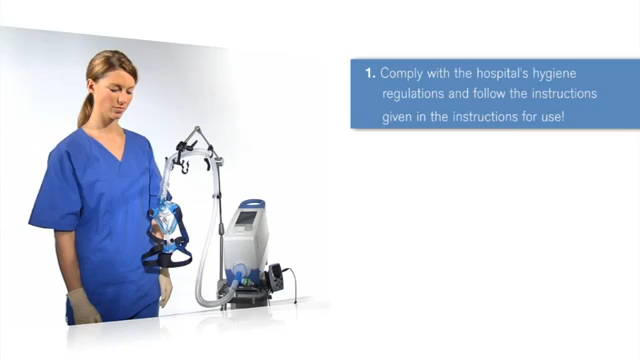 1. Comply with the hospital's hygiene
regulations and follow the instructions
given in the instructions for use!